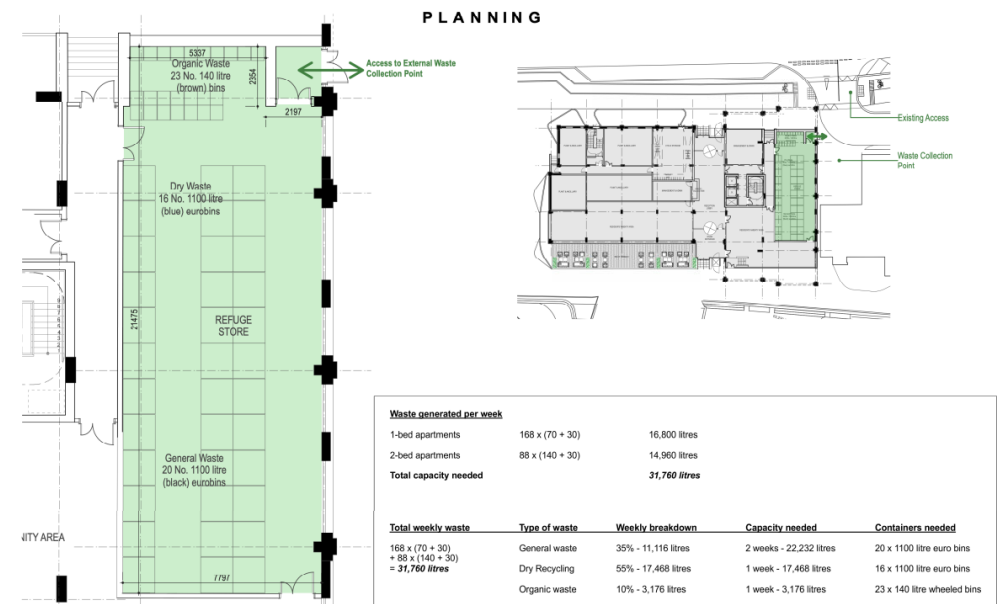 PLANNING
5337
Organic Waste
23 No. 140 litre
(brown) bins
2354
Access to External Waste
Collection Point
2197
Dry Waste
16 No. 1100 litre
(blue) eurobins
21475
REFUGE
STORE
General Waste
20 No. 1100 litre
(black) eurobins
NITY AREA
7797
Existing Access
Waste Collection
Point
Waste generated per week
1-bed apartments 168 x (70 + 30) 16,800 litres
2-bed apartments 88 x (140 + 30) 14,960 litres
Total capacity needed 31,760 litres
Total weekly waste Type of waste Weekly breakdown Capacity needed Containers needed
168 x (70 + 30) General waste 35% - 11,116 litres 2 weeks - 22,232 litres 20 x 1100 litre euro bins
+ 88 x (140 + 30)
= 31,760 litres Dry Recycling 55% - 17,468 litres 1 week - 17,468 litres 16 x 1100 litre euro bins
Organic waste 10% - 3,176 litres 1 week - 3,176 litres 23 x 140 litre wheeled bins